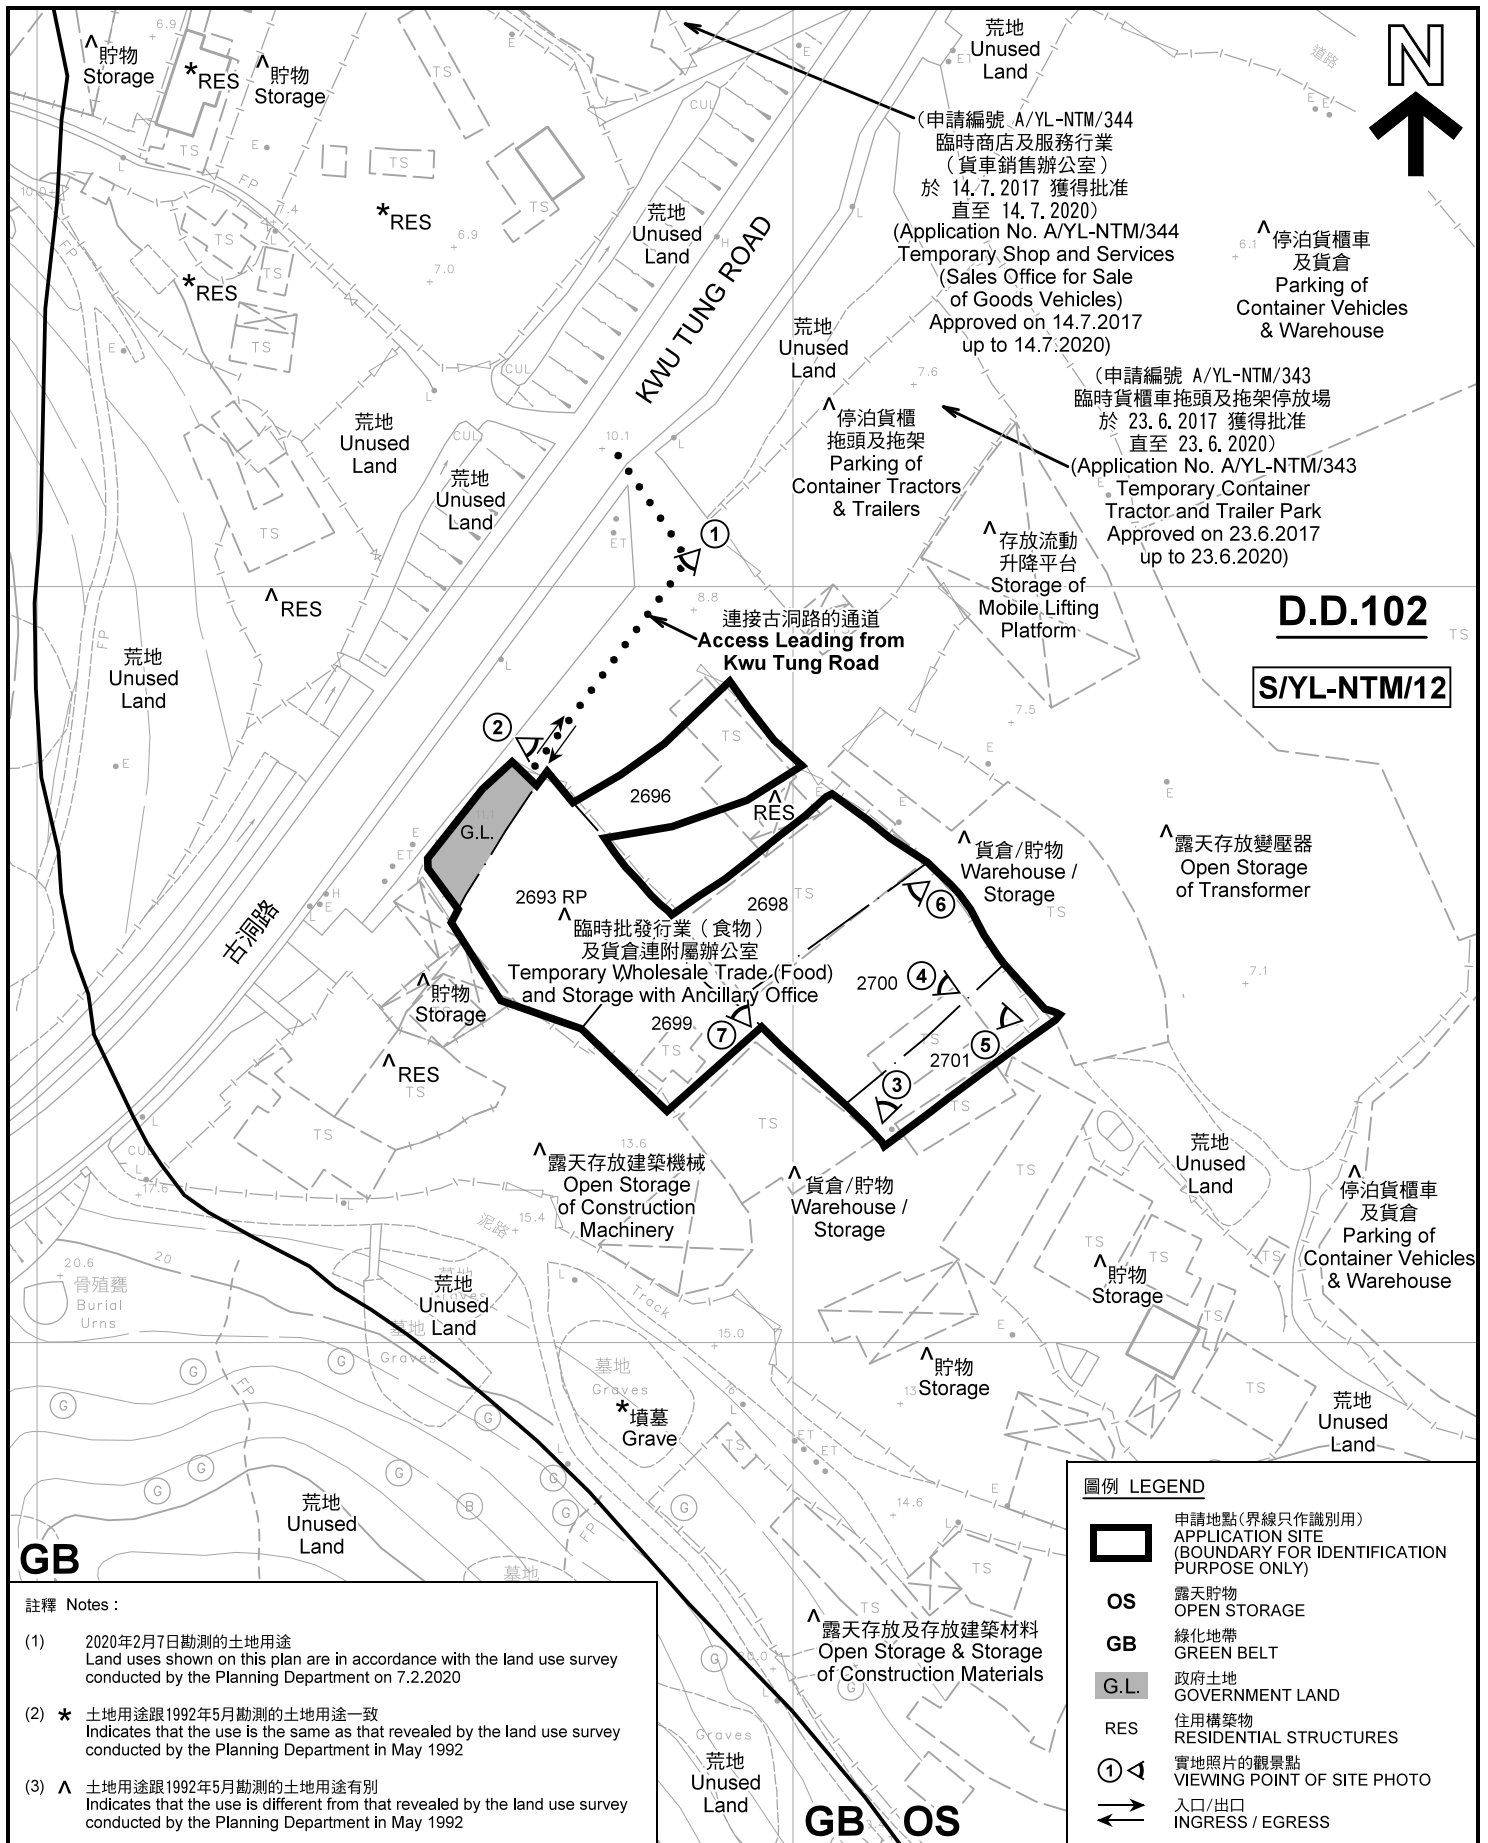 ^ 貯物
Storage
* RES
^ 貯物
Storage
* RES
* RES
荒地
Unused
Land
荒地
Unused
Land
N
(申請編號 A/YL-NTM/344
臨時商店及服務行業
(貨車銷售辦公室)
於 14.7.2017 獲得批准
直至 14.7.2020)
(Application No. A/YL-NTM/344
Temporary Shop and Services
(Sales Office for Sale
of Goods Vehicles)
Approved on 14.7.2017
up to 14.7.2020)
^ 停泊貨櫃車
及貨倉
Parking of
Container Vehicles
& Warehouse
KWU TUNG ROAD
荒地
Unused
Land
(申請編號 A/YL-NTM/343
臨時貨櫃車拖頭及拖架停放場
於 23.6.2017 獲得批准
直至 23.6.2020)
(Application No. A/YL-NTM/343
Temporary Container
Tractor and Trailer Park
Approved on 23.6.2017
up to 23.6.2020)
^ 停泊貨櫃
拖頭及拖架
Parking of
Container Tractors
& Trailers
荒地
Unused
Land
荒地
Unused
Land
^ 存放流動
升降平台
Storage of
Mobile Lifting
Platform
^ RES
荒地
Unused
Land
1
連接古洞路的通道
Access Leading from
Kwu Tung Road
D.D.102
S/YL-NTM/12
2
2696
^
RES
G.L.
2693 RP
2698
^ 臨時批發行業(食物)
及貨倉連附屬辦公室
Temporary Wholesale Trade (Food)
and Storage with Ancillary Office
^ 貨倉/貯物
Warehouse /
Storage
^ 露天存放變壓器
Open Storage
of Transformer
古洞路
6
2700
4
2699
7
5
2701
3
^ 貯物
Storage
^ RES
^ 露天存放建築機械
Open Storage
of Construction
Machinery
^ 貨倉/貯物
Warehouse /
Storage
荒地
Unused
Land
^
停泊貨櫃車
及貨倉
Parking of
Container Vehicles
& Warehouse
^ 貯物
Storage
骨殖甕
Burial
Urns
荒地
Unused
Land
墓地
Graves
墓地
Graves
* 墳墓
Grave
Track
泥路
^ 貯物
Storage
荒地
Unused
Land
荒地
Unused
Land
墓地
GB
^ 露天存放及存放建築材料
Open Storage & Storage
of Construction Materials
Graves
荒地
Unused
Land
GB OS
註釋 Notes :
(1) 2020年2月7日勘測的土地用途
Land uses shown on this plan are in accordance with the land use survey
conducted by the Planning Department on 7.2.2020
(2) * 土地用途跟1992年5月勘測的土地用途一致
Indicates that the use is the same as that revealed by the land use survey
conducted by the Planning Department in May 1992
(3) ^ 土地用途跟1992年5月勘測的土地用途有別
Indicates that the use is different from that revealed by the land use survey
conducted by the Planning Department in May 1992
圖例 LEGEND
申請地點(界線只作識別用)
APPLICATION SITE
(BOUNDARY FOR IDENTIFICATION
PURPOSE ONLY)
OS 露天貯物
OPEN STORAGE
GB 綠化地帶
GREEN BELT
G.L. 政府土地
GOVERNMENT LAND
RES 住用構築物
RESIDENTIAL STRUCTURES
1 實地照片的觀景點
VIEWING POINT OF SITE PHOTO
入口/出口
INGRESS / EGRESS